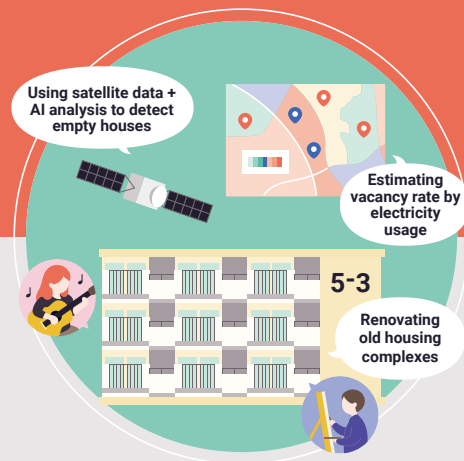 Using satellite data +
AI analysis to detect
empty houses
Estimating
vacancy rate by
electricity
usage
5-3
Renovating
old housing
complexes